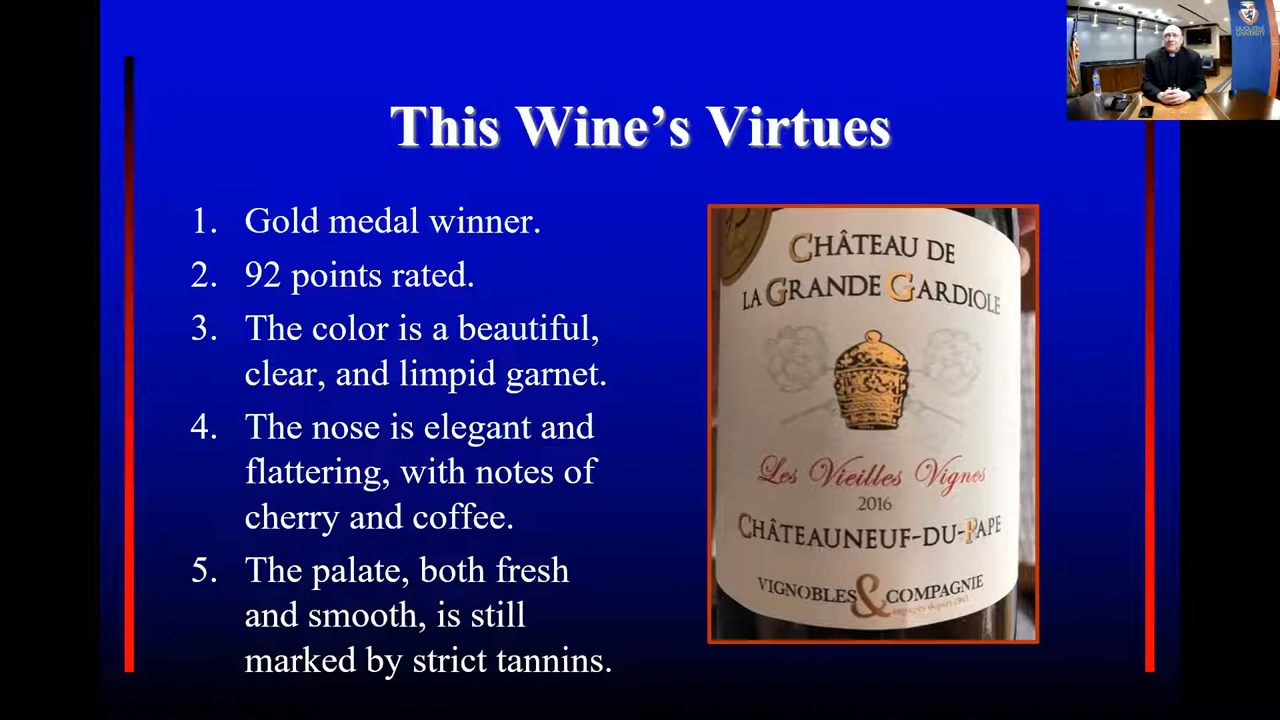 This Wine's Virtues
1. Gold medal winner.
2. 92 points rated.
3. The color is a beautiful,
clear, and limpid garnet.
4. The nose is elegant and
flattering, with notes of
cherry and coffee.
5. The palate, both fresh
and smooth, is still
marked by strict tannins.
CHÂTEAU DE
LA GRANDE GARDIOLE
Les Vieilles Vignes
2016
CHÂTEAUNEUF-DU-PAPE
VIGNOBLES & COMPAGNIE
DUQUESNE
UNIVERSITY